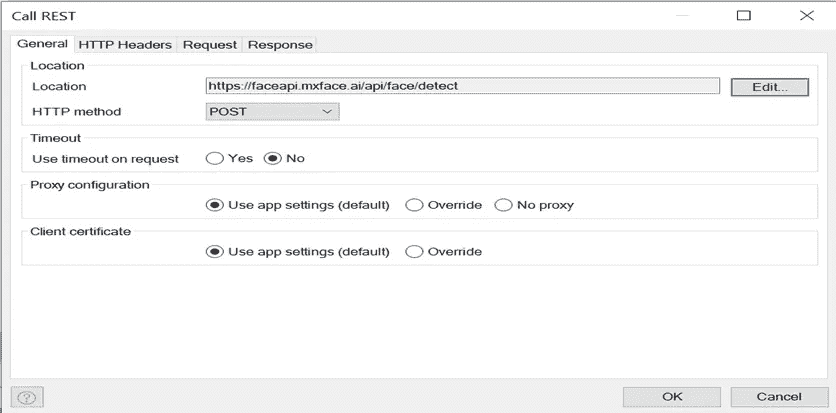 Call REST
General HTTP Headers Request Response
Location
Location https://faceapi.mxface.ai/api/face/detect Edit...
HTTP method POST
Timeout
Use timeout on request Yes No
Proxy configuration
Use app settings (default) Override No proxy
Client certificate
Use app settings (default) Override
? OK Cancel